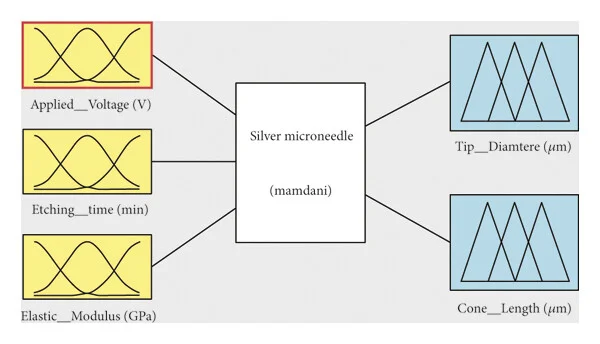 Applied__Voltage (V)
Etching__time (min)
Elastic__Modulus (GPa)
Silver microneedle
(mamdani)
Tip__Diamtere (µm)
Cone__Length (µm)